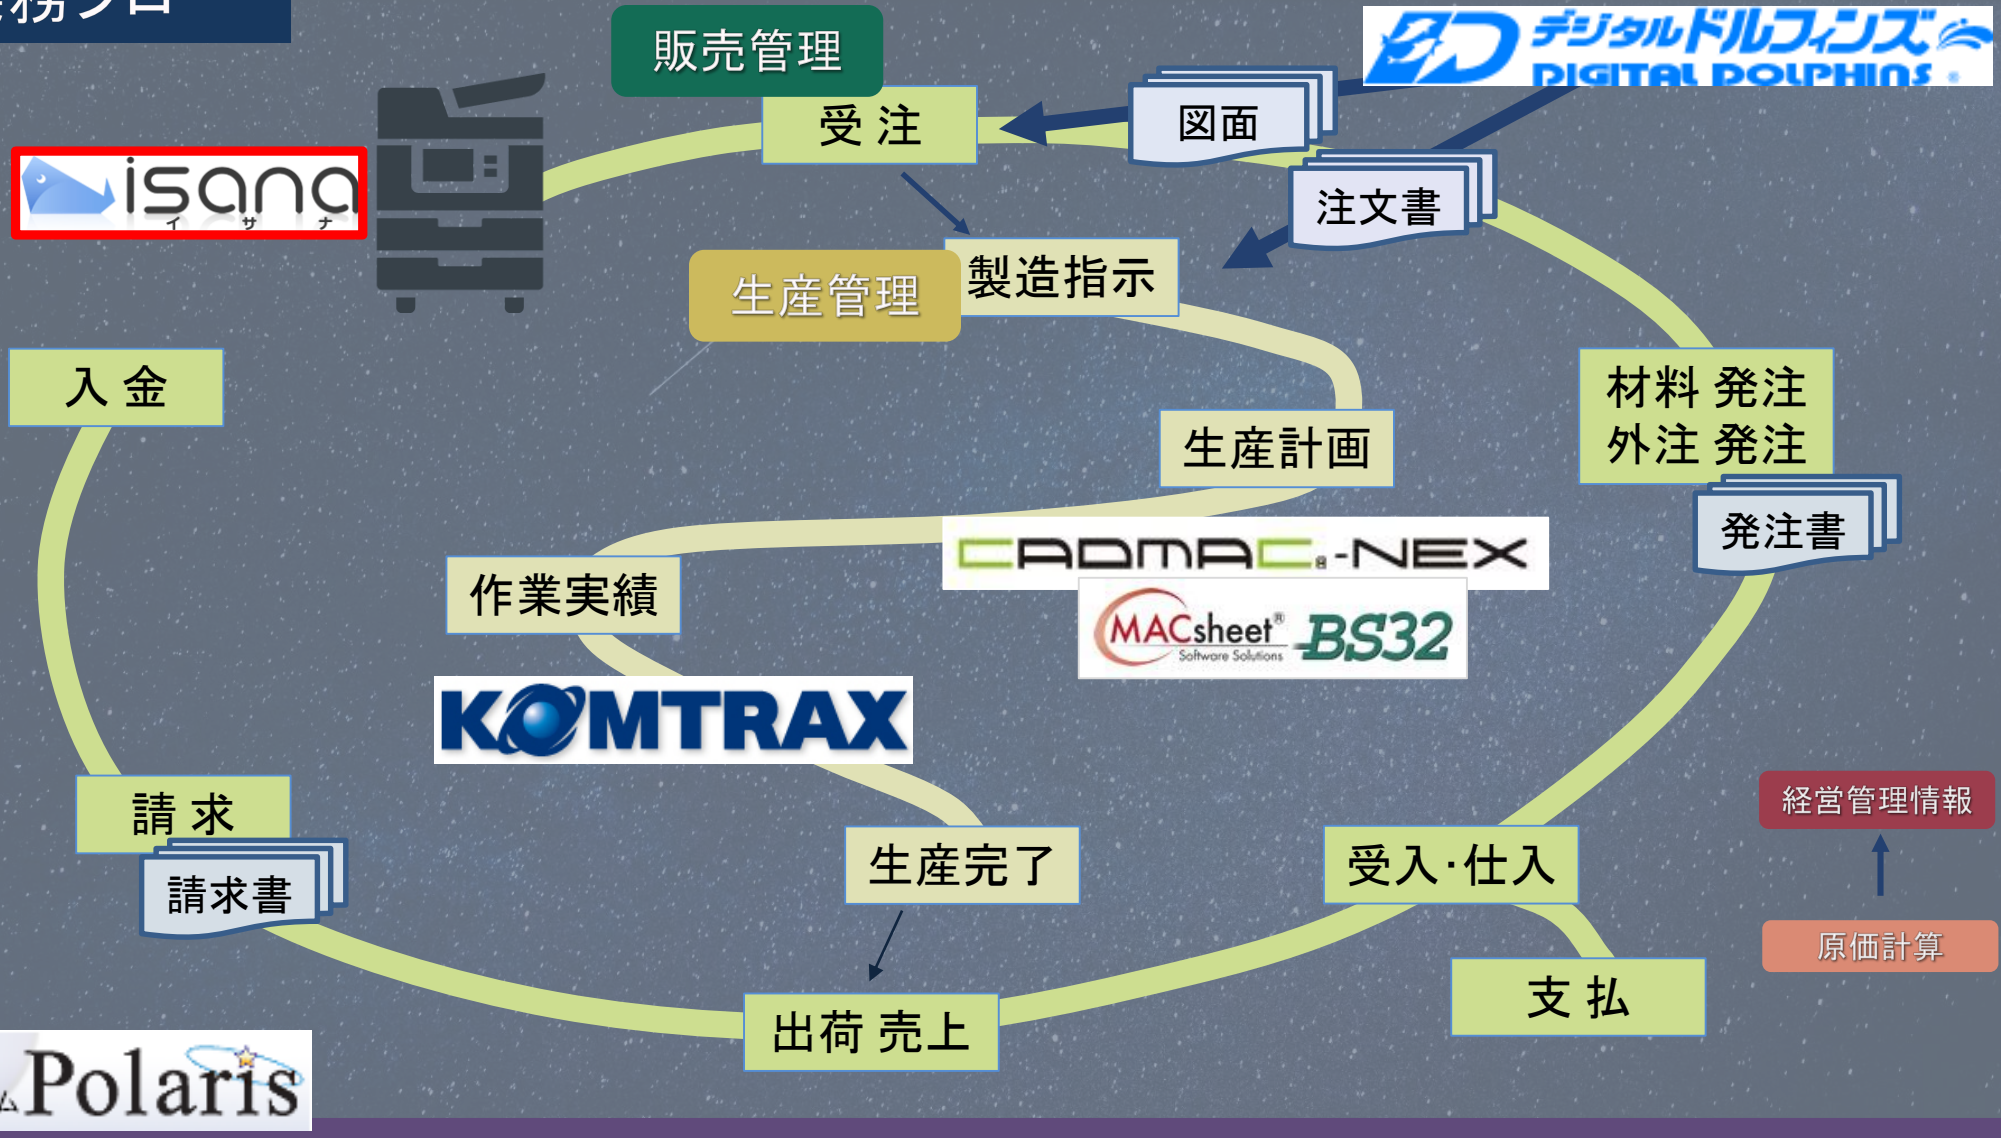 務フロー
販売管理
デジタルドルフィンズ
DIGITAL DOLPHINS ®
受 注
図面
isana
イ サ ナ
注文書
生産管理
製造指示
入 金
材料 発注
外注 発注
生産計画
発注書
CADMAC®-NEX
作業実績
MACsheet® BS32
Software Solutions
KOMTRAX
請 求
経営管理情報
生産完了
受入・仕入
請求書
原価計算
支 払
出荷 売上
Polaris